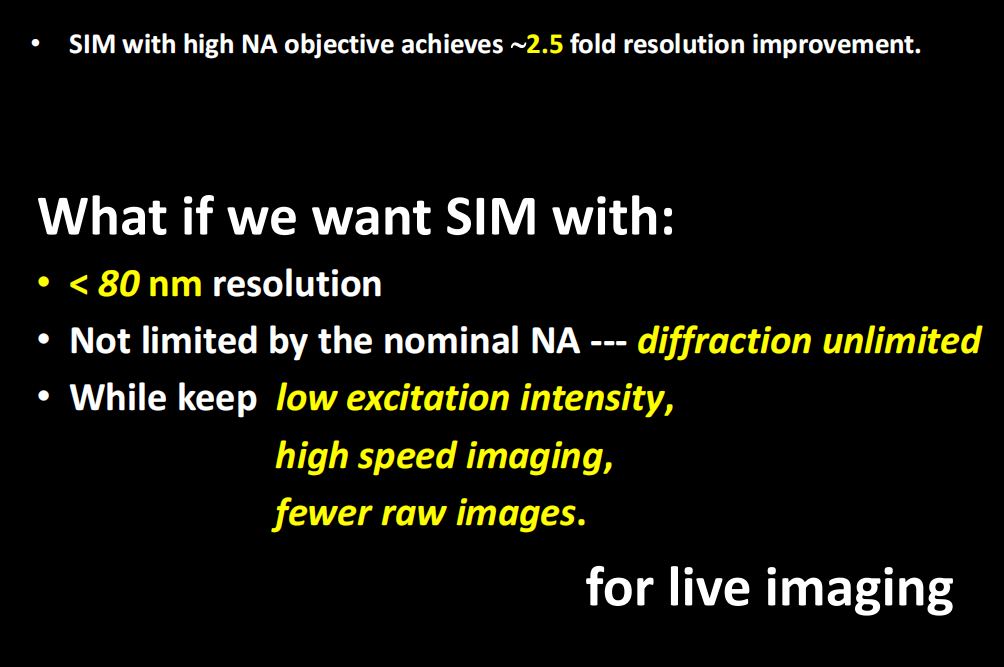 • SIM with high NA objective achieves ~2.5 fold resolution improvement.
What if we want SIM with:
• < 80 nm resolution
• Not limited by the nominal NA --- diffraction unlimited
• While keep low excitation intensity,
high speed imaging,
fewer raw images.
for live imaging